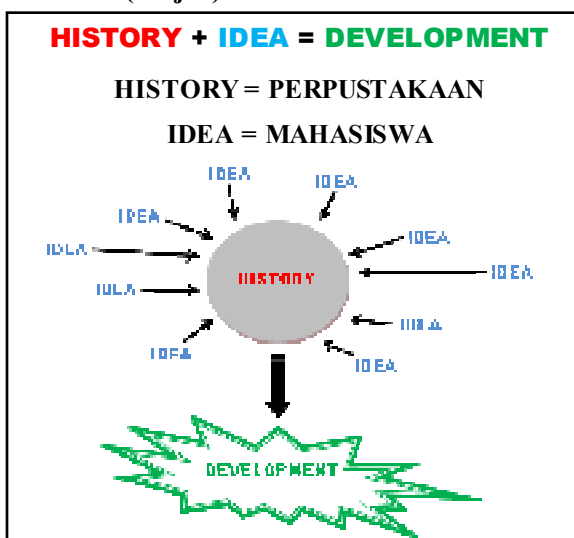 HISTORY + IDEA = DEVELOPMENT
HISTORY = PERPUSTAKAAN
IDEA = MAHASISWA
IDEA
IDEA
IDEA
IDEA
IDEA
IDEA
HISTORY
IDEA
IDEA
IDEA
IDEA
DEVELOPMENT